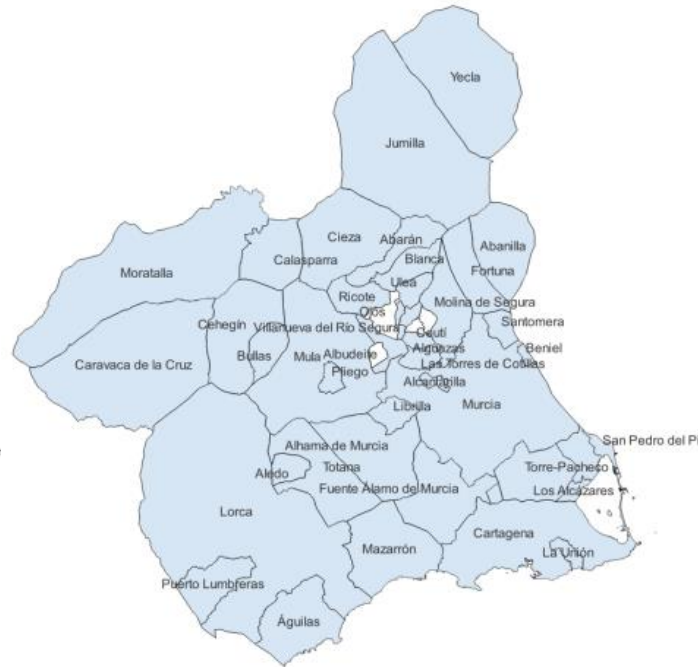 Yecla
Jumilla
Cieza
Abarán
Abanilla
Blanca
Calasparra
Moratalla
Fortuna
Ulea
Ricote
Molina de Segura
Ojós
Santomera
Cehegín
Villanueva del Río Segura
Ceutí
Beniel
Bullas
Mula
Albudeite
Alguazas
Caravaca de la Cruz
Las Torres de Cotillas
Pliego
Alcantarilla
Librilla
Murcia
San Pedro del Pi
Alhama de Murcia
Aledo
Totana
Torre-Pacheco
Fuente Álamo de Murcia
Los Alcázares
Lorca
Cartagena
Mazarrón
La Unión
Puerto Lumbreras
Águilas